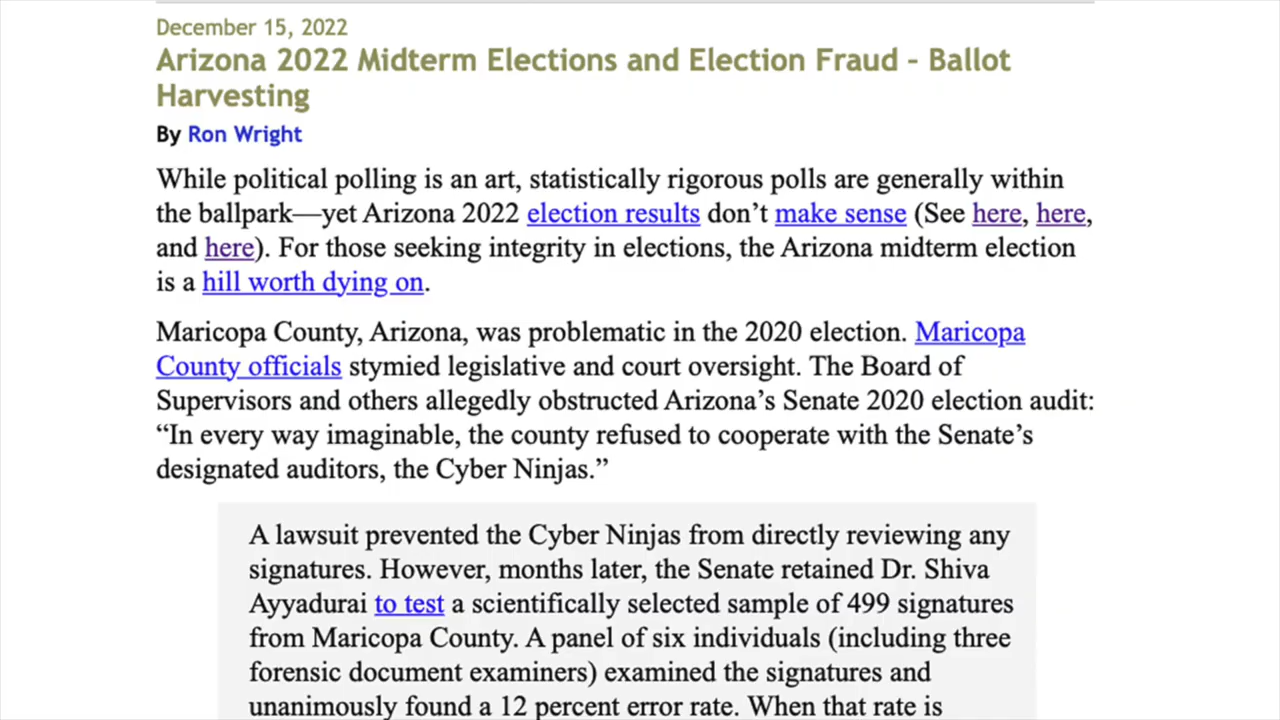 December 15, 2022
Arizona 2022 Midterm Elections and Election Fraud – Ballot
Harvesting
By Ron Wright
While political polling is an art, statistically rigorous polls are generally within
the ballpark—yet Arizona 2022 election results don’t make sense (See here, here,
and here). For those seeking integrity in elections, the Arizona midterm election
is a hill worth dying on.
Maricopa County, Arizona, was problematic in the 2020 election. Maricopa
County officials stymied legislative and court oversight. The Board of
Supervisors and others allegedly obstructed Arizona’s Senate 2020 election audit:
“In every way imaginable, the county refused to cooperate with the Senate’s
designated auditors, the Cyber Ninjas.”
A lawsuit prevented the Cyber Ninjas from directly reviewing any
signatures. However, months later, the Senate retained Dr. Shiva
Ayyadurai to test a scientifically selected sample of 499 signatures
from Maricopa County. A panel of six individuals (including three
forensic document examiners) examined the signatures and
unanimously found a 12 percent error rate. When that rate is